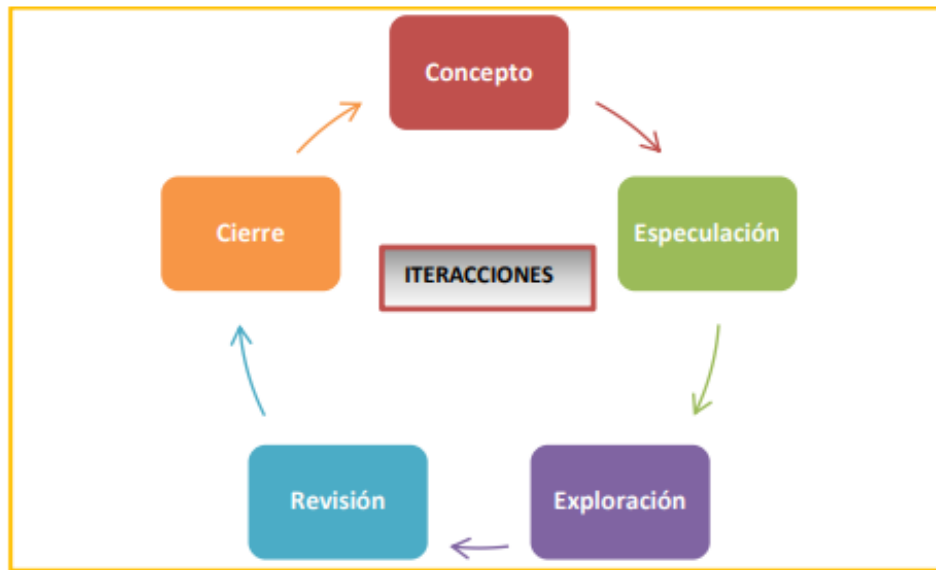 Concepto
Cierre
Especulación
ITERACCIONES
Revisión
Exploración